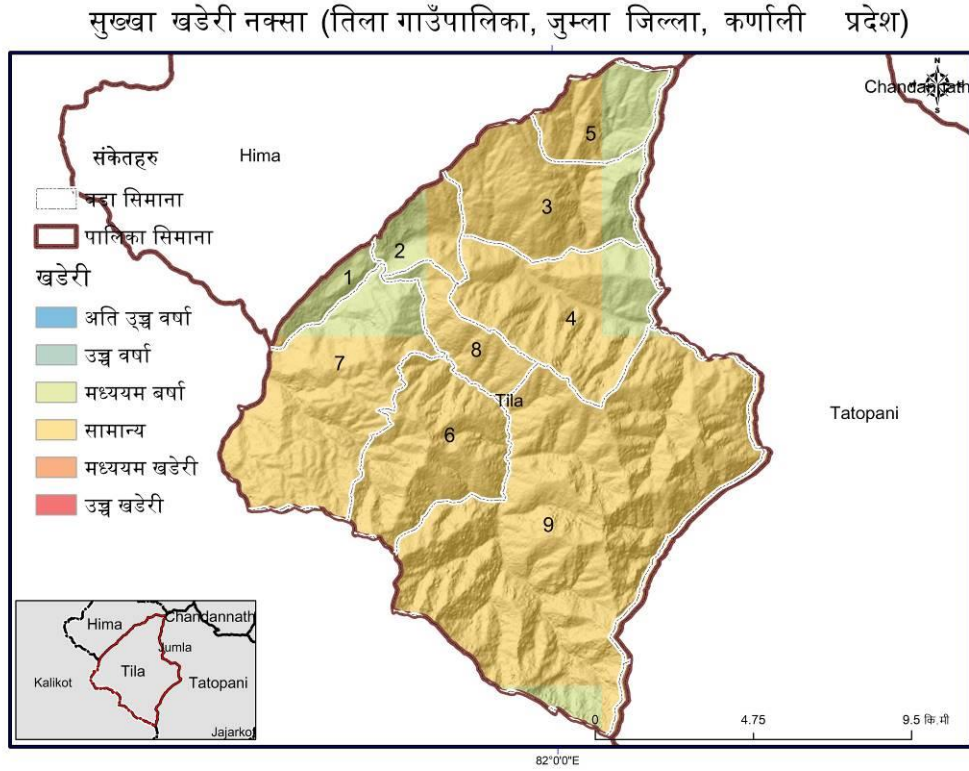 सुख्खा खडेरी नक्सा (तिला गाउँपालिका, जुम्ला जिल्ला, कर्णाली प्रदेश)
N
S
Chandannath
Hima
5
3
2
1
4
8
7
Tila
6
9
Tatopani
संकेतहरु
वडा सिमाना
पालिका सिमाना
खडेरी
अति उच्च वर्षा
उच्च वर्षा
मध्ययम बर्षा
सामान्य
मध्ययम खडेरी
उच्च खडेरी
Hima
Chandannath
Jumla
Tila
Kalikot
Tatopani
Jajarkot
0 4.75 9.5 कि.मी
82°0'0"E